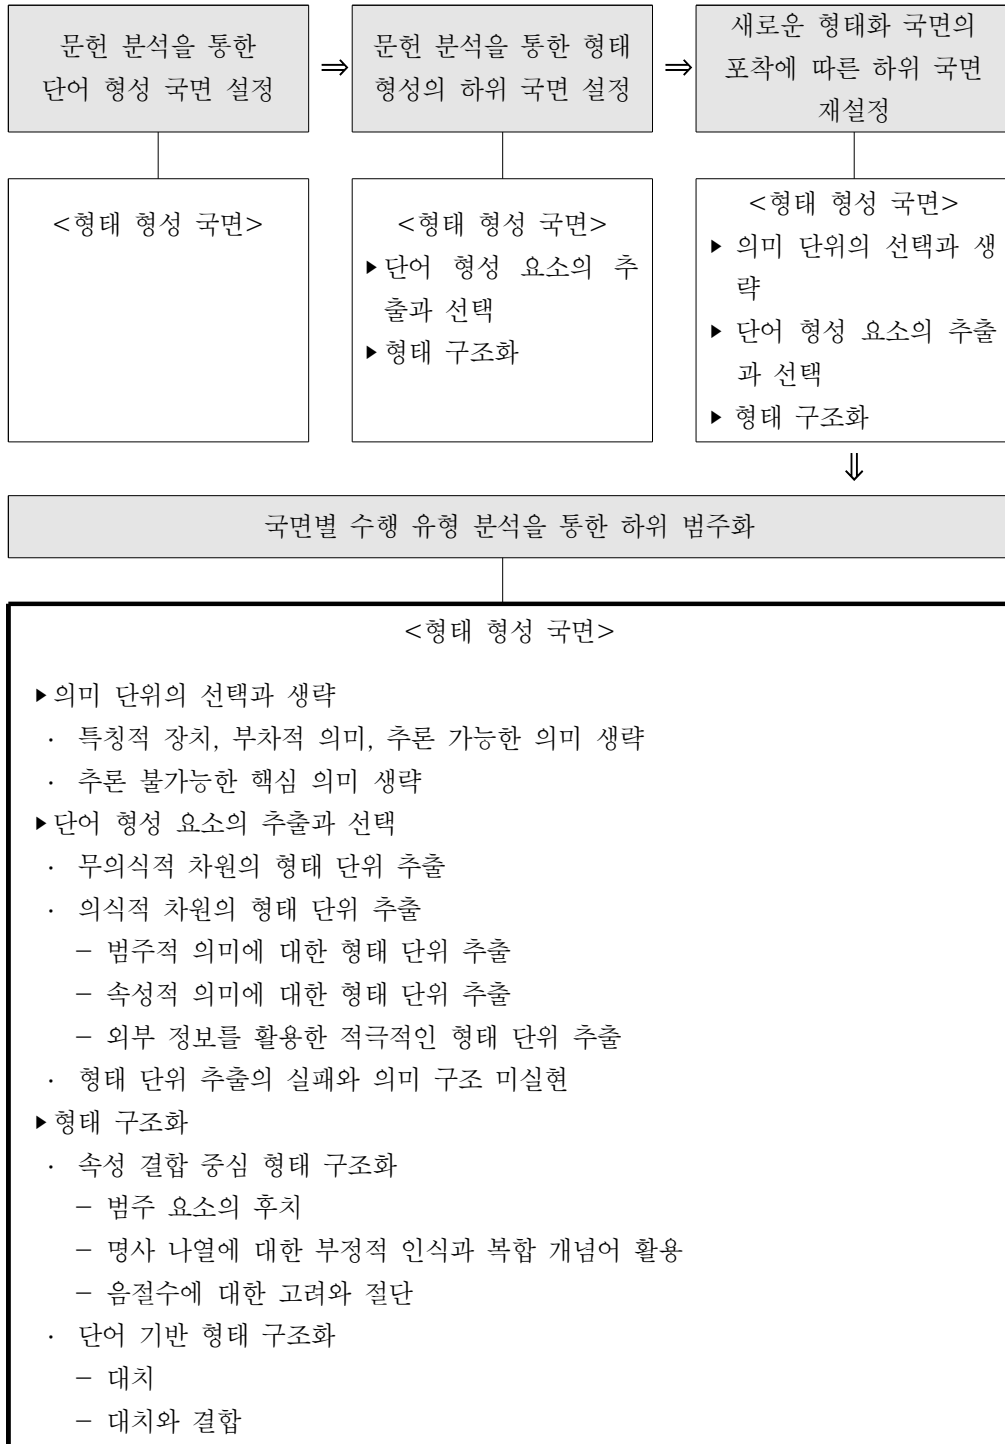 문헌 분석을 통한
단어 형성 국면 설정
⇒
문헌 분석을 통한 형태
형성의 하위 국면 설정
⇒
새로운 형태화 국면의
포착에 따른 하위 국면
재설정
<형태 형성 국면>
<형태 형성 국면>
▶단어 형성 요소의 추
출과 선택
▶형태 구조화
<형태 형성 국면>
▶ 의미 단위의 선택과 생
략
▶ 단어 형성 요소의 추출
과 선택
▶ 형태 구조화
⇓
국면별 수행 유형 분석을 통한 하위 범주화
<형태 형성 국면>
▶의미 단위의 선택과 생략
· 특칭적 장치, 부차적 의미, 추론 가능한 의미 생략
· 추론 불가능한 핵심 의미 생략
▶단어 형성 요소의 추출과 선택
· 무의식적 차원의 형태 단위 추출
· 의식적 차원의 형태 단위 추출
– 범주적 의미에 대한 형태 단위 추출
– 속성적 의미에 대한 형태 단위 추출
– 외부 정보를 활용한 적극적인 형태 단위 추출
· 형태 단위 추출의 실패와 의미 구조 미실현
▶형태 구조화
· 속성 결합 중심 형태 구조화
– 범주 요소의 후치
– 명사 나열에 대한 부정적 인식과 복합 개념어 활용
– 음절수에 대한 고려와 절단
· 단어 기반 형태 구조화
– 대치
– 대치와 결합